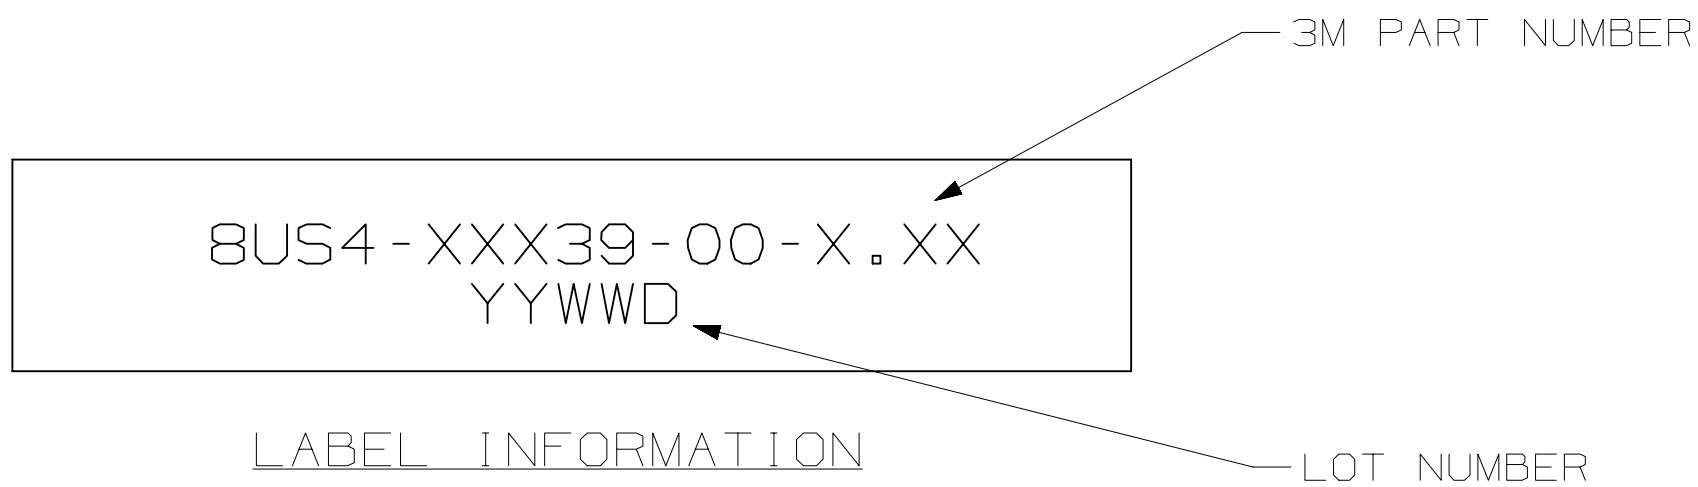 3M PART NUMBER
8US4-XXX39-00-X.XX
YYWWD
LABEL INFORMATION
LOT NUMBER